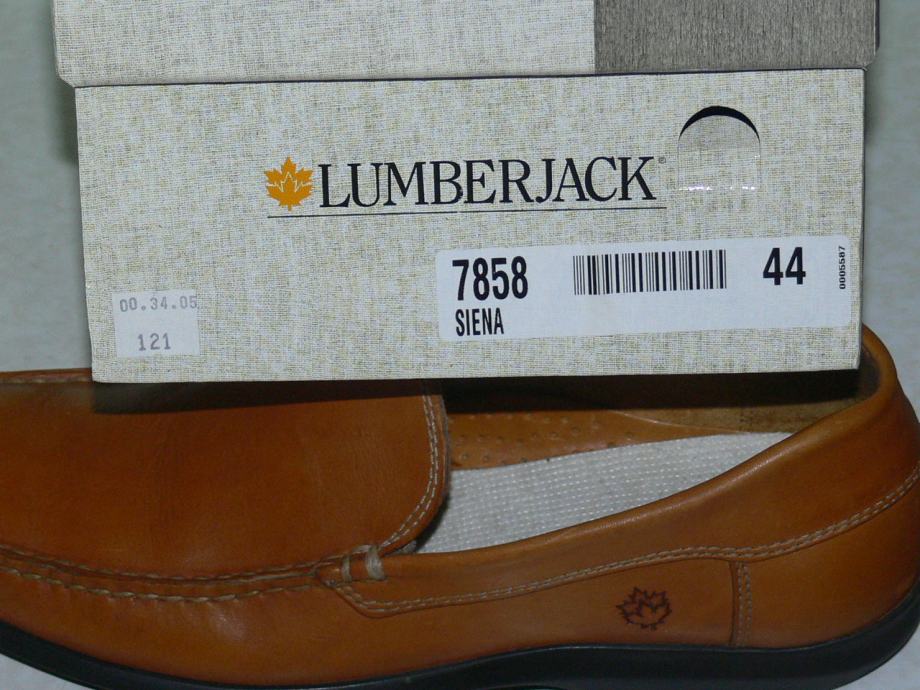 LUMBERJACK®
7858
44
SIENA
0005587
00.34.05
121